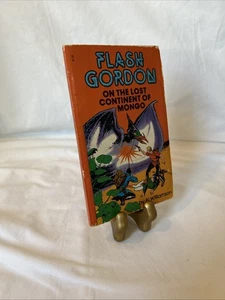 FLASH
GORDON
ON THE LOST
CONTINENT OF
MONGO